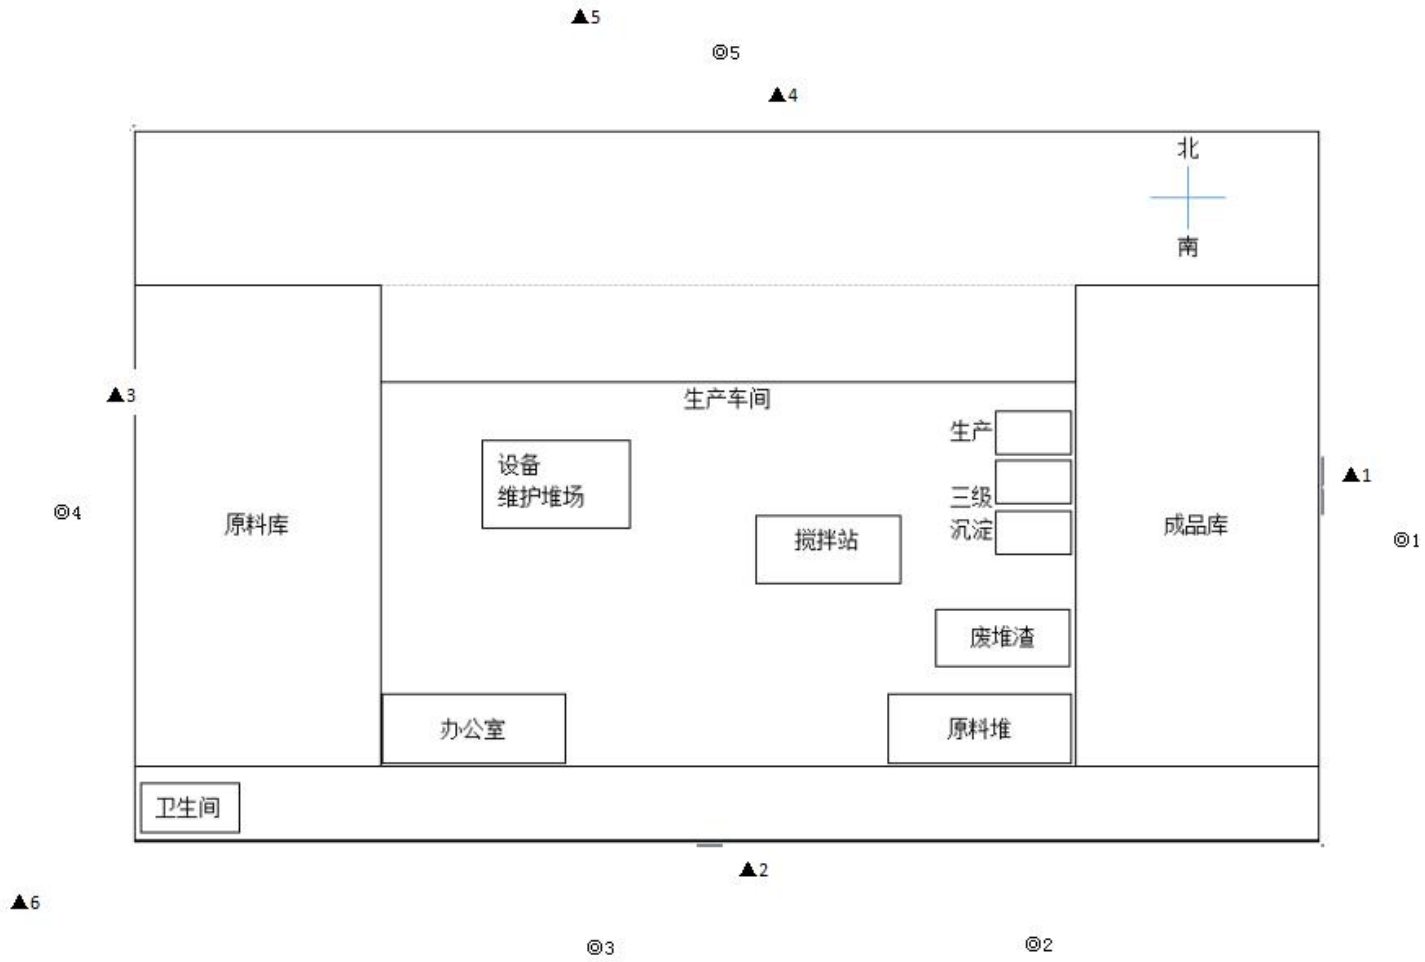 ▲5
◎5
▲4
北
南
▲3
生产车间
生产
设备
维护堆场
▲1
三级
◎4
原料库
成品库
沉淀
搅拌站
◎1
废堆渣
办公室
原料堆
卫生间
▲2
▲6
◎3
◎2